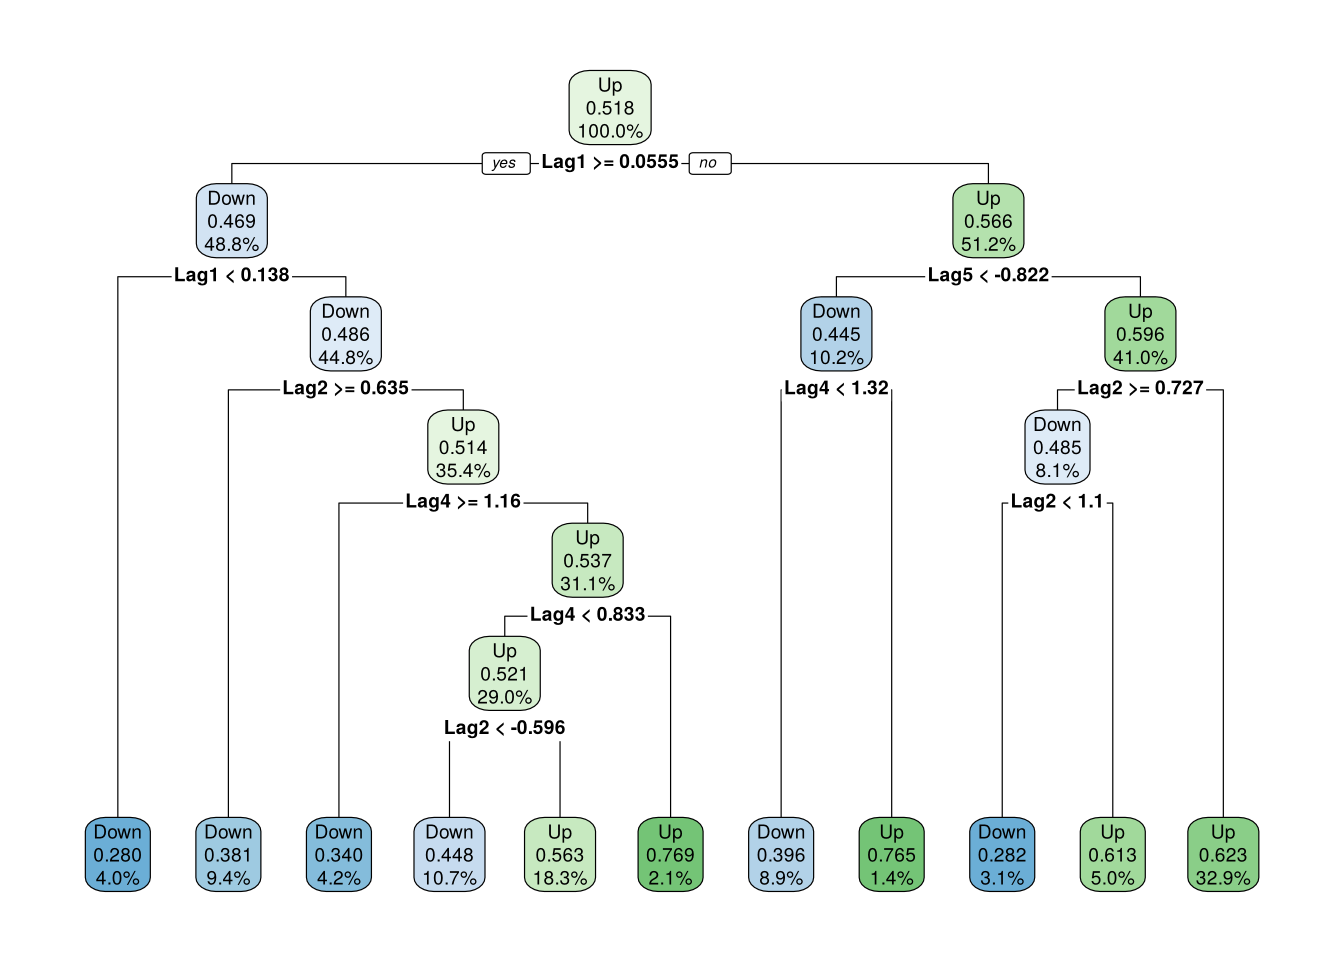 Up
0.518
100.0%
yes
Lag1 >= 0.0555
no
Down
0.469
48.8%
Up
0.566
51.2%
Lag1 < 0.138
Lag5 < -0.822
Down
0.486
44.8%
Down
0.445
10.2%
Up
0.596
41.0%
Lag2 >= 0.635
Lag4 < 1.32
Lag2 >= 0.727
Up
0.514
35.4%
Down
0.485
8.1%
Lag4 >= 1.16
Lag2 < 1.1
Up
0.537
31.1%
Lag4 < 0.833
Up
0.521
29.0%
Lag2 < -0.596
Down
0.280
4.0%
Down
0.381
9.4%
Down
0.340
4.2%
Down
0.448
10.7%
Up
0.563
18.3%
Up
0.769
2.1%
Down
0.396
8.9%
Up
0.765
1.4%
Down
0.282
3.1%
Up
0.613
5.0%
Up
0.623
32.9%